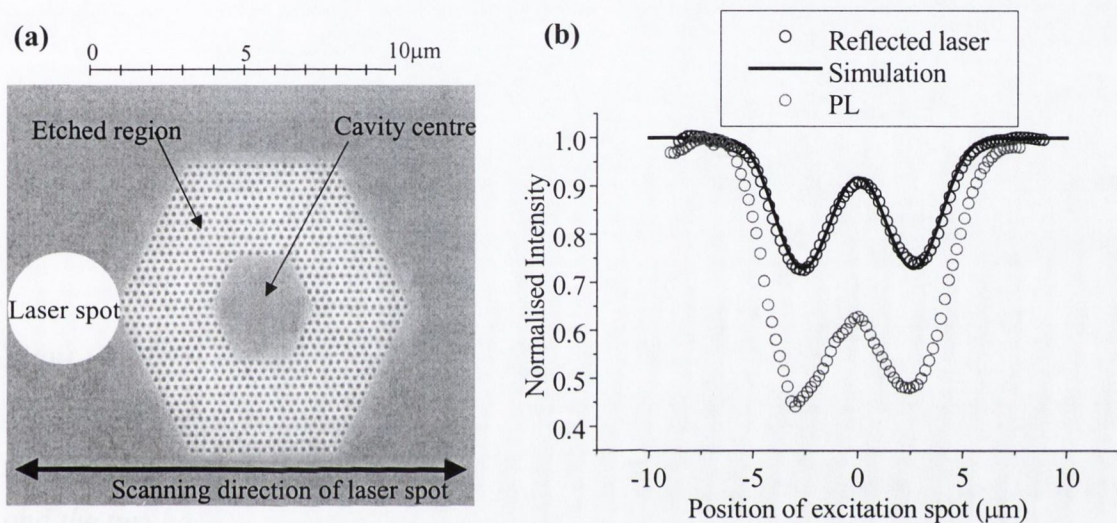 (a)
0
5
10μm
Etched region
Cavity centre
Laser spot
Scanning direction of laser spot
(b)
Reflected laser
Simulation
PL
Normalised Intensity
1.0
0.9
0.8
0.7
0.6
0.5
0.4
-10
-5
0
5
10
Position of excitation spot (μm)